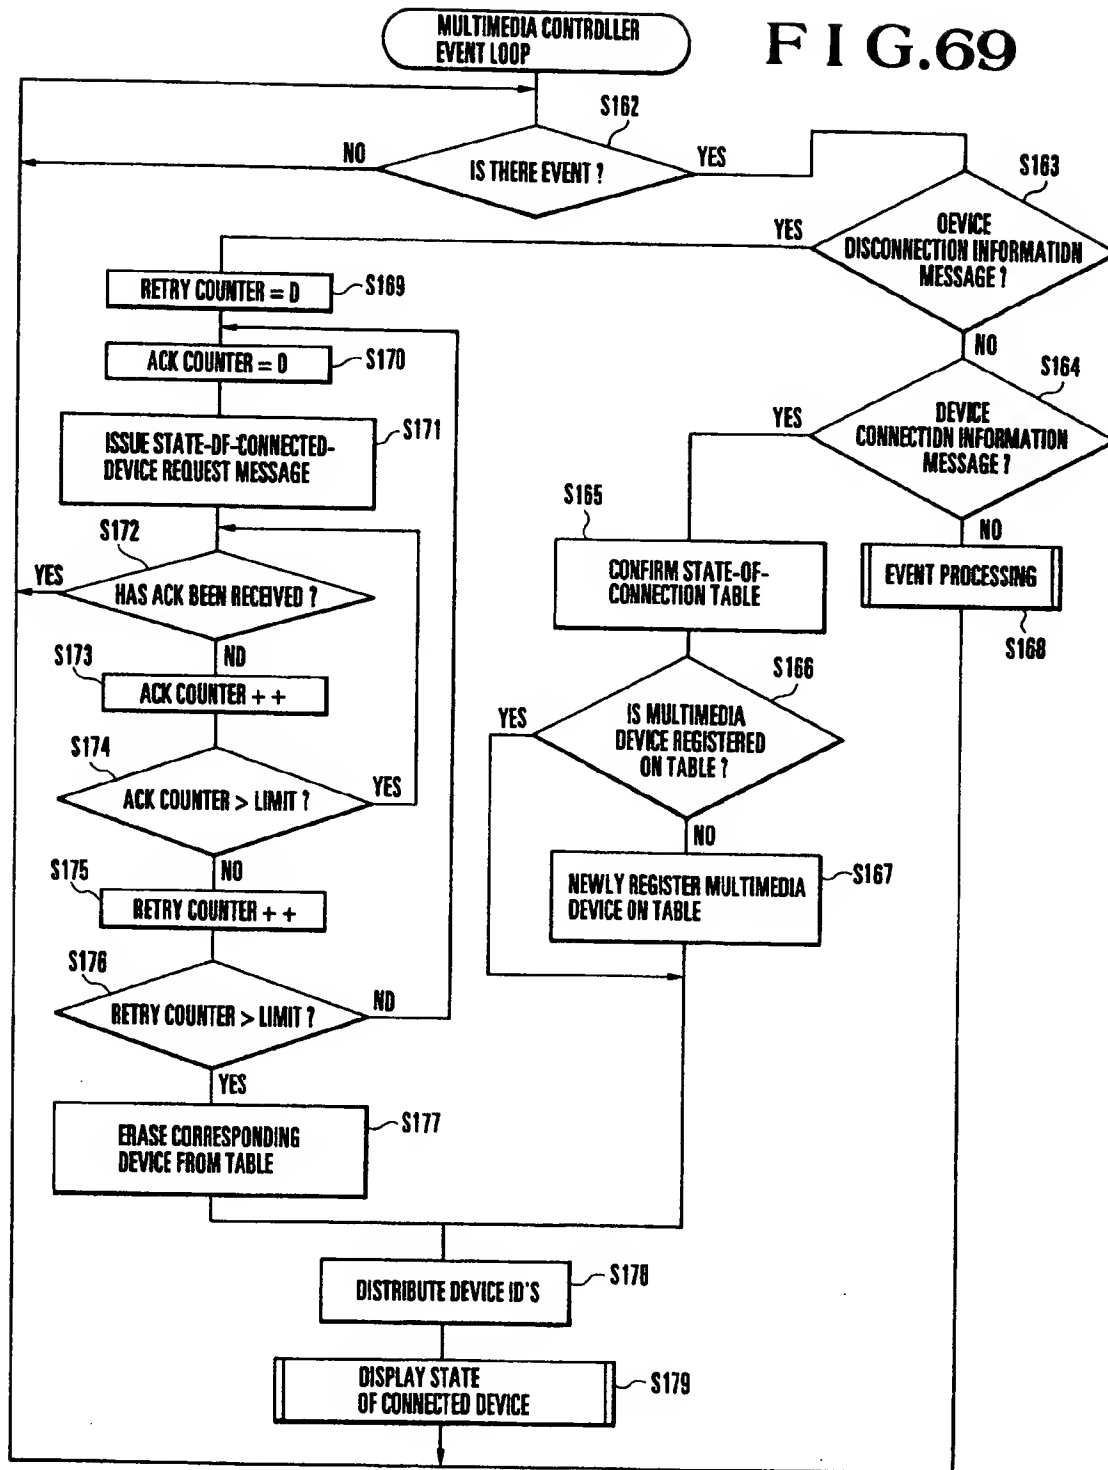 MULTIMEDIA CONTROLLER
EVENT LOOP
FIG.69
S162
IS THERE EVENT ?
NO
YES
S163
DEVICE
DISCONNECTION INFORMATION
MESSAGE ?
YES
NO
S164
DEVICE
CONNECTION INFORMATION
MESSAGE ?
YES
NO
EVENT PROCESSING
S168
RETRY COUNTER = 0
S169
ACK COUNTER = 0
S170
ISSUE STATE-OF-CONNECTED-
DEVICE REQUEST MESSAGE
S171
S172
YES
HAS ACK BEEN RECEIVED ?
NO
S173
ACK COUNTER + +
S174
ACK COUNTER > LIMIT ?
YES
NO
S175
RETRY COUNTER + +
S176
RETRY COUNTER > LIMIT ?
NO
YES
ERASE CORRESPONDING
DEVICE FROM TABLE
S177
S165
CONFIRM STATE-OF-
CONNECTION TABLE
S166
YES
IS MULTIMEDIA
DEVICE REGISTERED
ON TABLE ?
NO
NEWLY REGISTER MULTIMEDIA
DEVICE ON TABLE
S167
DISTRIBUTE DEVICE ID'S
S178
DISPLAY STATE
OF CONNECTED DEVICE
S179